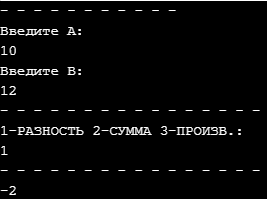 - - - - - - - - - - -
Введите А:
10
Введите В:
12
- - - - - - - - - - - - - - - -
1-РАЗНОСТЬ 2-СУММА 3-ПРОИЗВ.:
1
- - - - - - - - - - - - - - - -
-2